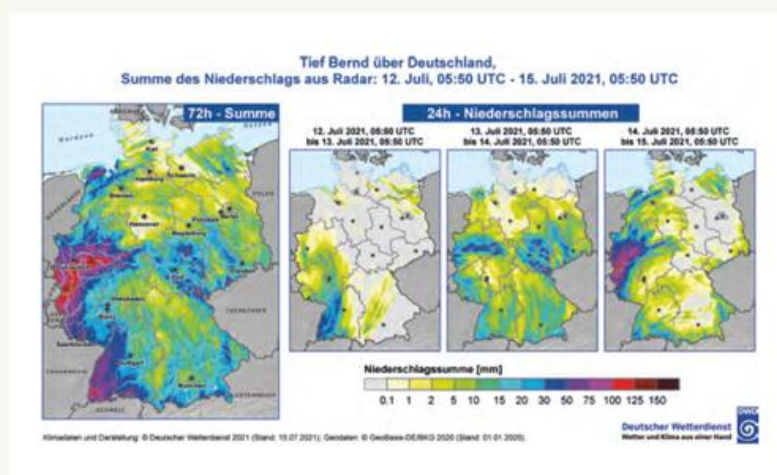 Tief Bernd über Deutschland,
Summe des Niederschlags aus Radar: 12. Juli, 05:50 UTC - 15. Juli 2021, 05:50 UTC
72h - Summe
24h - Niederschlagssummen
12. Juli 2021, 05:50 UTC
bis 13. Juli 2021, 05:50 UTC
13. Juli 2021, 05:50 UTC
bis 14. Juli 2021, 05:50 UTC
14. Juli 2021, 05:50 UTC
bis 15. Juli 2021, 05:50 UTC
Nordsee
Ostsee
Kiel
Hamburg
Schwerin
Bremen
POLEN
Berlin
Potsdam
Hannover
Magdeburg
Düsseldorf
Erfurt
Dresden
Wiesbaden
Mainz
TSCHECHIEN
Saarbrücken
FRANKREICH
Stuttgart
München
SCHWEIZ
ÖSTERREICH
Niederschlagssumme [mm]
0.1 1 2 5 10 15 20 30 50 75 100 125 150
DWD
Deutscher Wetterdienst
Wetter und Klima aus einer Hand
Klimadaten und Darstellung: © Deutscher Wetterdienst 2021 (Stand: 15.07.2021); Geodaten: © GeoBasis-DE/BKG 2020 (Stand: 01.01.2020).